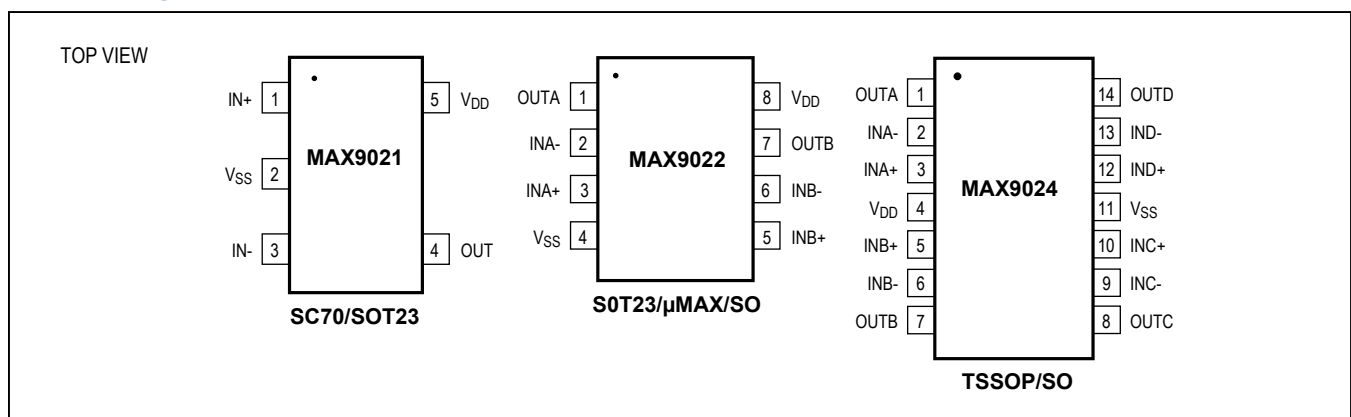 TOP VIEW
IN+ 1
VSS 2
IN- 3
5 VDD
4 OUT
MAX9021
SC70/SOT23
OUTA 1
INA- 2
INA+ 3
VSS 4
8 VDD
7 OUTB
6 INB-
5 INB+
MAX9022
S0T23/µMAX/SO
OUTA 1
INA- 2
INA+ 3
VDD 4
INB+ 5
INB- 6
OUTB 7
14 OUTD
13 IND-
12 IND+
11 VSS
10 INC+
9 INC-
8 OUTC
MAX9024
TSSOP/SO